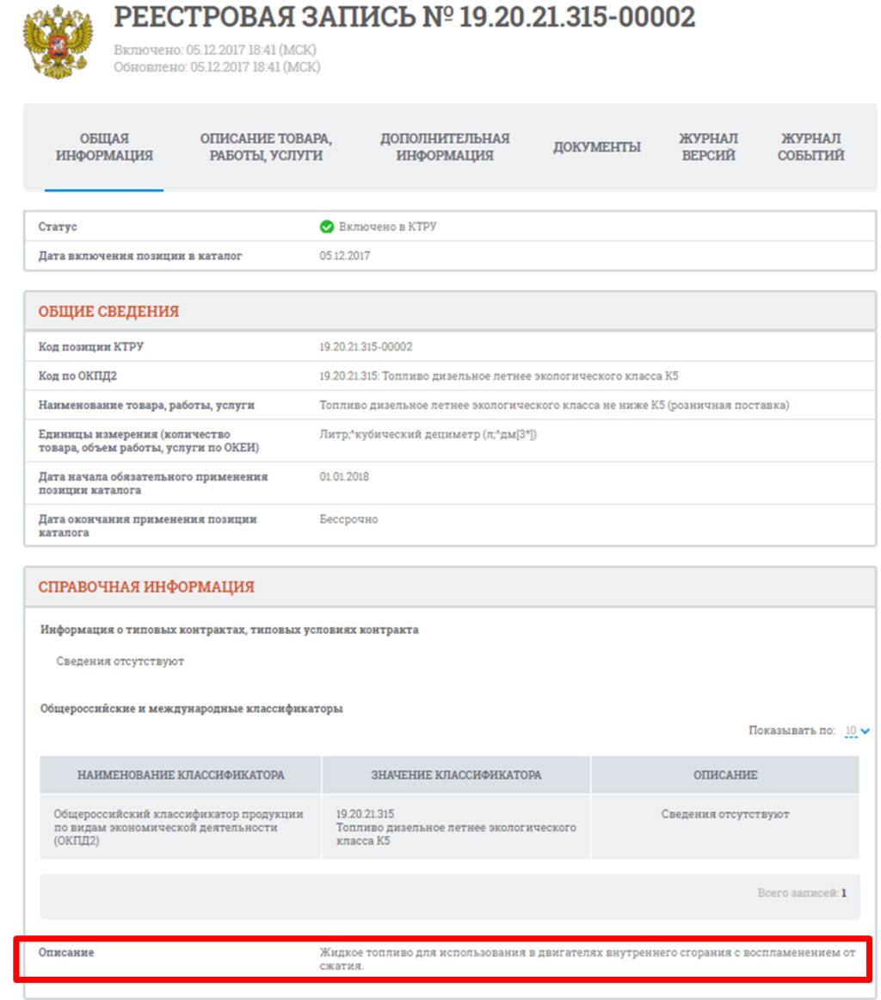 РЕЕСТРОВАЯ ЗАПИСЬ № 19.20.21.315-00002
Включено: 05.12.2017 18:41 (МСК)
Обновлено: 05.12.2017 18:41 (МСК)
ОБЩАЯ
ИНФОРМАЦИЯ
ОПИСАНИЕ ТОВАРА,
РАБОТЫ, УСЛУГИ
ДОПОЛНИТЕЛЬНАЯ
ИНФОРМАЦИЯ
ДОКУМЕНТЫ
ЖУРНАЛ
ВЕРСИЙ
ЖУРНАЛ
СОБЫТИЙ
Статус
Включено в КТРУ
Дата включения позиции в каталог
05.12.2017
ОБЩИЕ СВЕДЕНИЯ
Код позиции КТРУ
19.20.21.315-00002
Код по ОКПД2
19.20.21.315: Топливо дизельное летнее экологического класса К5
Наименование товара, работы, услуги
Топливо дизельное летнее экологического класса не ниже К5 (розничная поставка)
Единицы измерения (количество
товара, объем работы, услуги по ОКЕИ)
Литр;^кубический дециметр (л;^дм[3*])
Дата начала обязательного применения
позиции каталога
01.01.2018
Дата окончания применения позиции
каталога
Бессрочно
СПРАВОЧНАЯ ИНФОРМАЦИЯ
Информация о типовых контрактах, типовых условиях контракта
Сведения отсутствуют
Общероссийские и международные классификаторы
Показывать по: 10
НАИМЕНОВАНИЕ КЛАССИФИКАТОРА
ЗНАЧЕНИЕ КЛАССИФИКАТОРА
ОПИСАНИЕ
Общероссийский классификатор продукции
по видам экономической деятельности
(ОКПД2)
19.20.21.315
Топливо дизельное летнее экологического
класса К5
Сведения отсутствуют
Всего записей: 1
Описание
Жидкое топливо для использования в двигателях внутреннего сгорания с воспламенением от
сжатия.